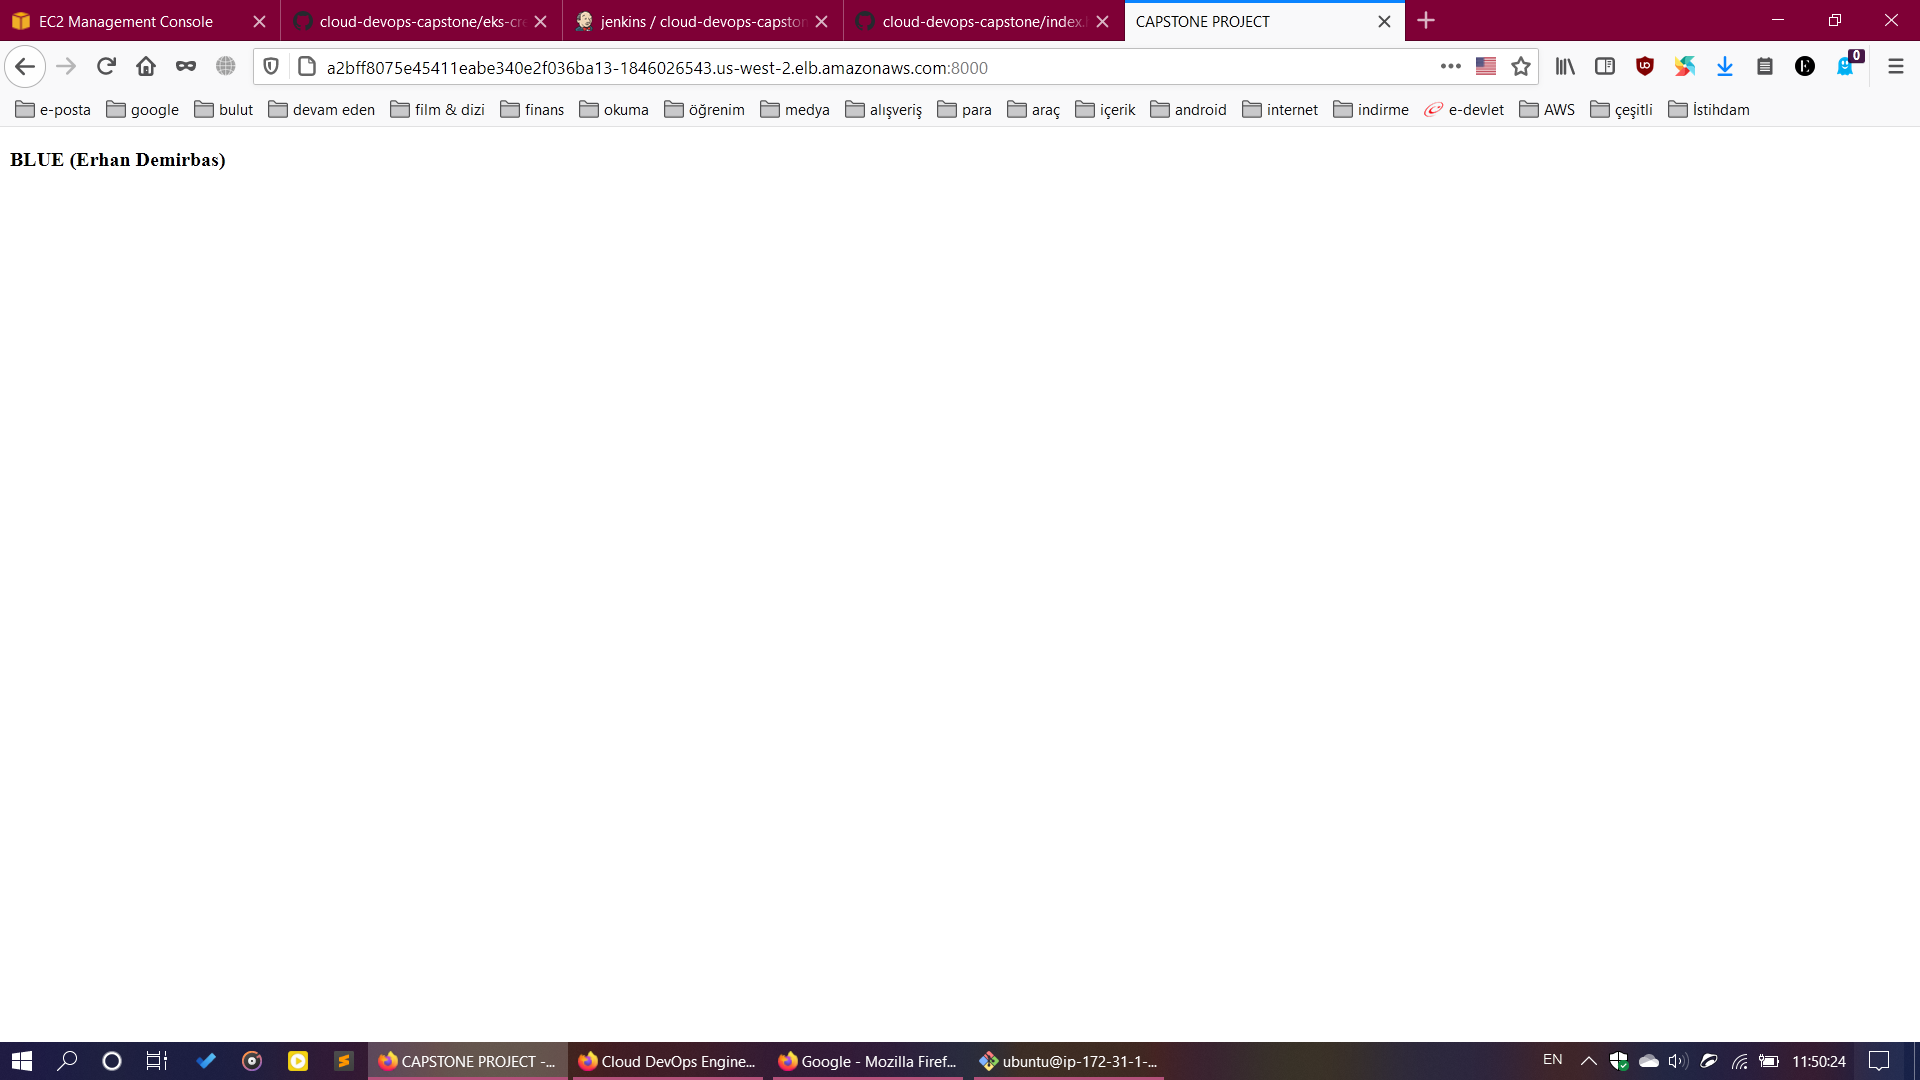 EC2 Management Console
cloud-devops-capstone/eks-cre
jenkins / cloud-devops-capston
cloud-devops-capstone/index.
CAPSTONE PROJECT
a2bff8075e45411eabe340e2f036ba13-1846026543.us-west-2.elb.amazonaws.com:8000
0
e-posta google bulut devam eden film & dizi finans okuma öğrenim medya alışveriş para araç içerik android internet indirme e-devlet AWS çeşitli İstihdam
BLUE (Erhan Demirbas)
CAPSTONE PROJECT -... Cloud DevOps Engine... Google - Mozilla Firef... ubuntu@ip-172-31-1-... EN 11:50:24